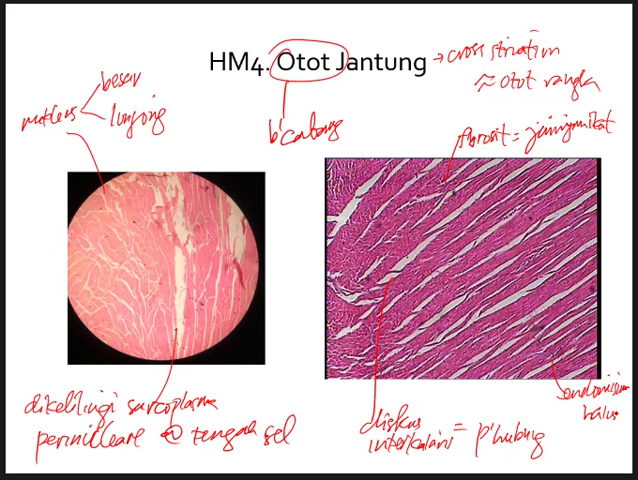 HM4. Otot Jantung
→ cross striation
≈ otot rangka
b'cabang
nukleus
besar
lonjong
fibrosit = jaringan ikat
dikelilingi sarcoplasma
perinucleare @ tengah sel
diskus
interkalaris = p'hubung
endomisium
halus